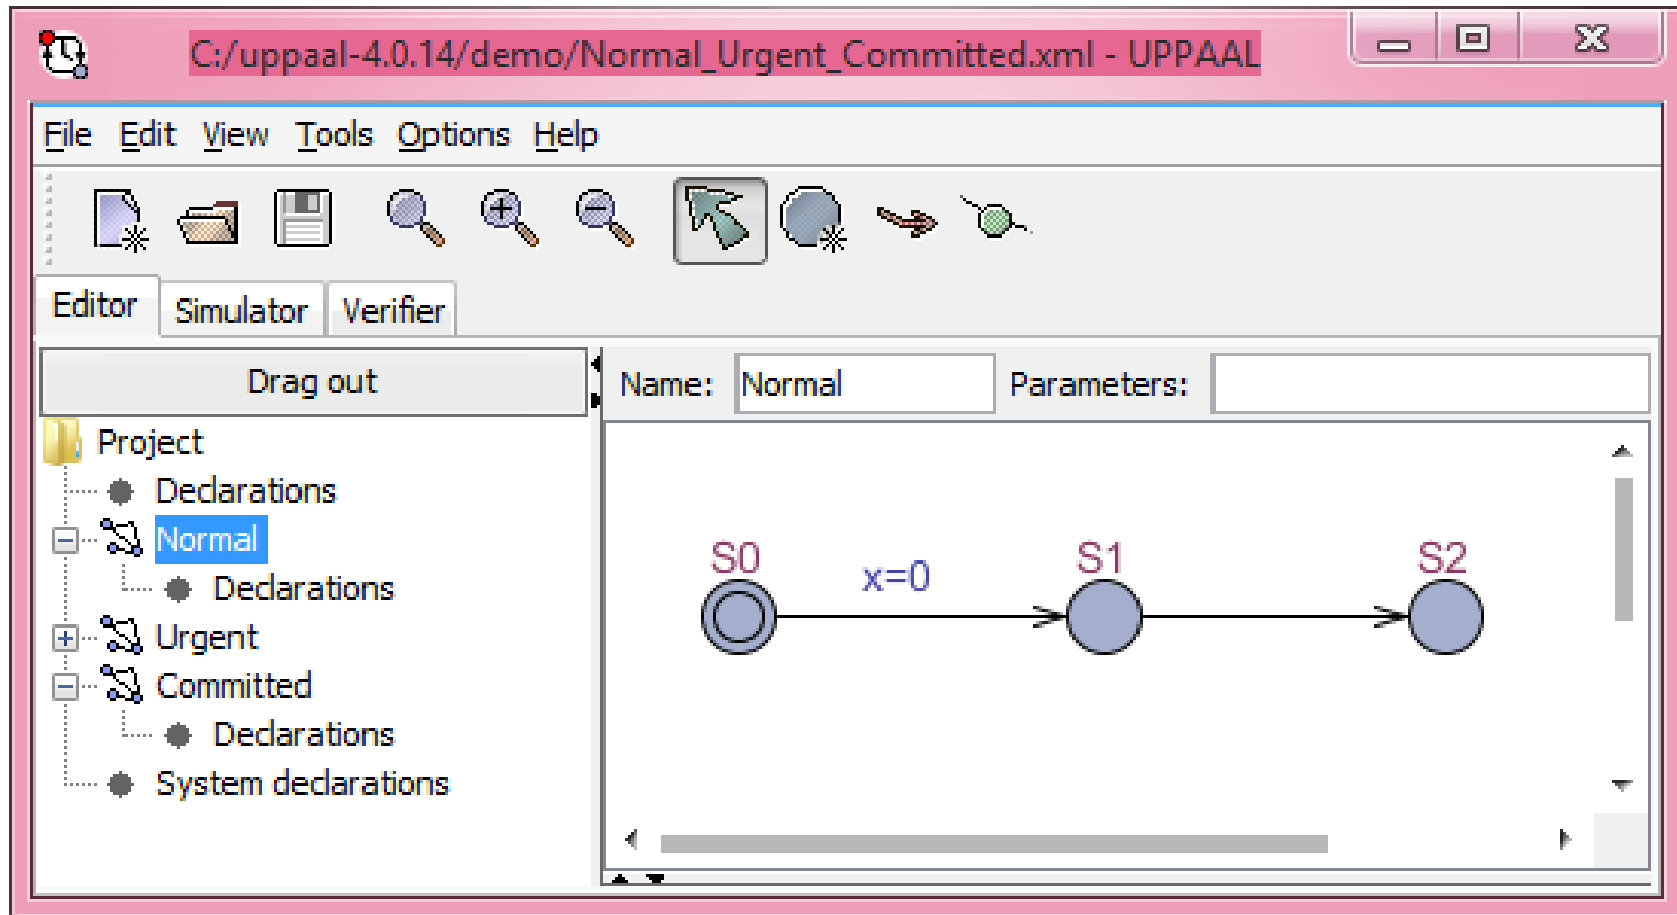 C:/uppaal-4.0.14/demo/Normal_Urgent_Committed.xml - UPPAAL
File Edit View Tools Options Help
Editor Simulator Verifier
Drag out
Name: Normal Parameters:
Project
Declarations
Normal
Declarations
Urgent
Committed
Declarations
System declarations
S0 x=0 S1 S2